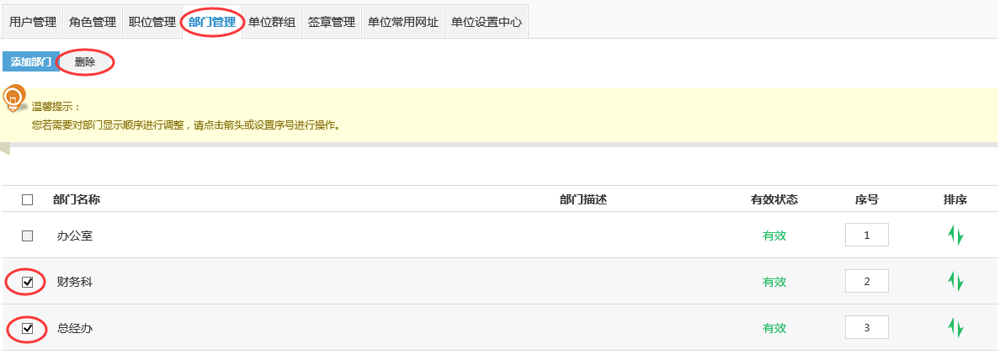 用户管理 角色管理 职位管理 部门管理 单位群组 签章管理 单位常用网址 单位设置中心
添加部门 删除
温馨提示：
您若需要对部门显示顺序进行调整，请点击箭头或设置序号进行操作。
部门名称 部门描述 有效状态 序号 排序
办公室 有效 1
财务科 有效 2
总经办 有效 3